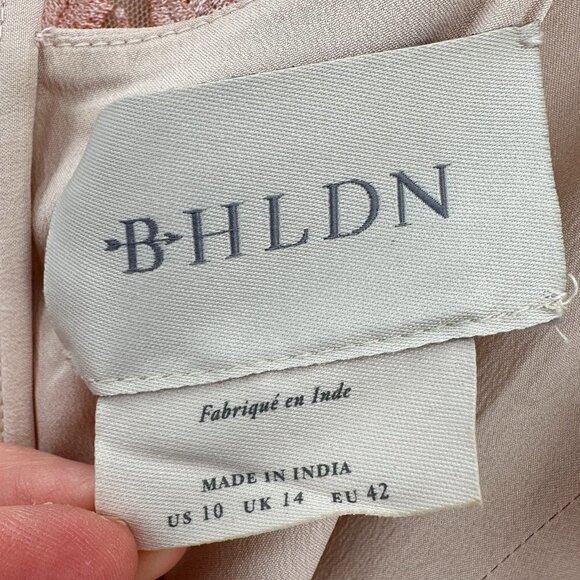 BHLDN
Fabriqué en Inde
MADE IN INDIA
US 10 UK 14 EU 42